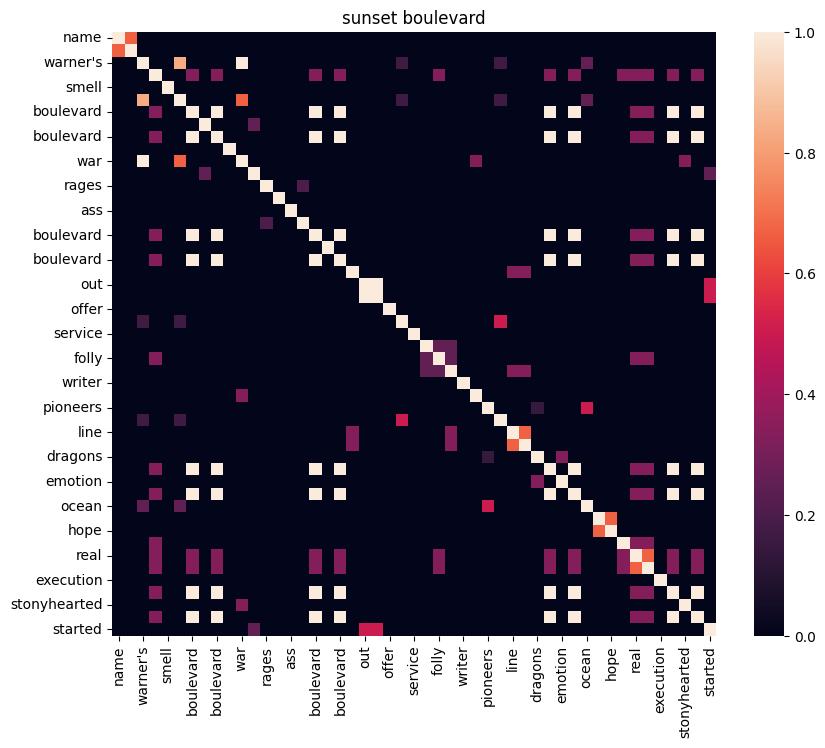 sunset boulevard
name
warner's
smell
boulevard
boulevard
war
rages
ass
boulevard
boulevard
out
offer
service
folly
writer
pioneers
line
dragons
emotion
ocean
hope
real
execution
stonyhearted
started
1.0
0.8
0.6
0.4
0.2
0.0
name
warner's
smell
boulevard
boulevard
war
rages
ass
boulevard
boulevard
out
offer
service
folly
writer
pioneers
line
dragons
emotion
ocean
hope
real
execution
stonyhearted
started